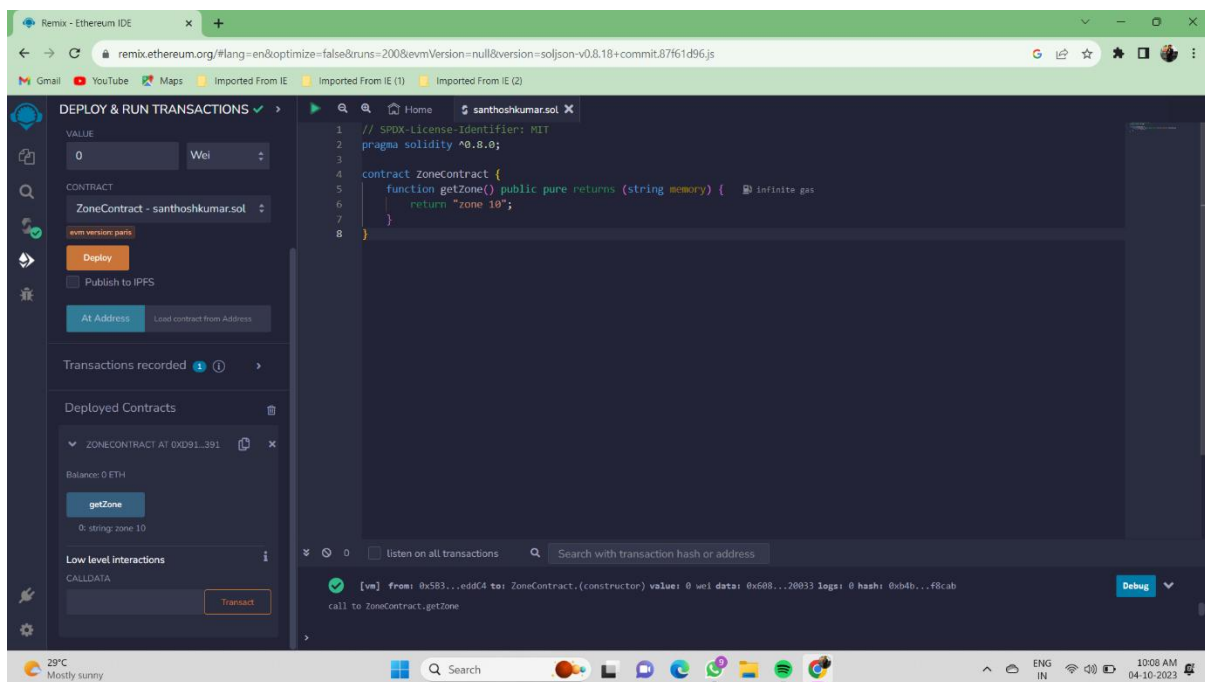 Remix - Ethereum IDE
remix.ethereum.org/#lang=en&optimize=false&runs=200&evmVersion=null&version=soljson-v0.8.18+commit.87f61d96.js
Gmail YouTube Maps Imported From IE Imported From IE (1) Imported From IE (2)
DEPLOY & RUN TRANSACTIONS
VALUE
0 Wei
CONTRACT
ZoneContract - santhoshkumar.sol
evm version: paris
Deploy
Publish to IPFS
At Address Load contract from Address
Transactions recorded 1 i
Deployed Contracts
ZONECONTRACT AT 0XD91...391
Balance: 0 ETH
getZone
0: string: zone 10
Low level interactions i
CALLDATA
Transact
Home santhoshkumar.sol
1 // SPDX-License-Identifier: MIT
2 pragma solidity ^0.8.0;
3
4 contract ZoneContract {
5 function getZone() public pure returns (string memory) { infinite gas
6 return "zone 10";
7 }
8 }
0 listen on all transactions Search with transaction hash or address
[vm] from: 0x5B3...eddC4 to: ZoneContract.(constructor) value: 0 wei data: 0x608...20033 logs: 0 hash: 0xb4b...f8cab Debug
call to ZoneContract.getZone
>
29°C
Mostly sunny
Search
9
ENG
IN
10:08 AM
04-10-2023